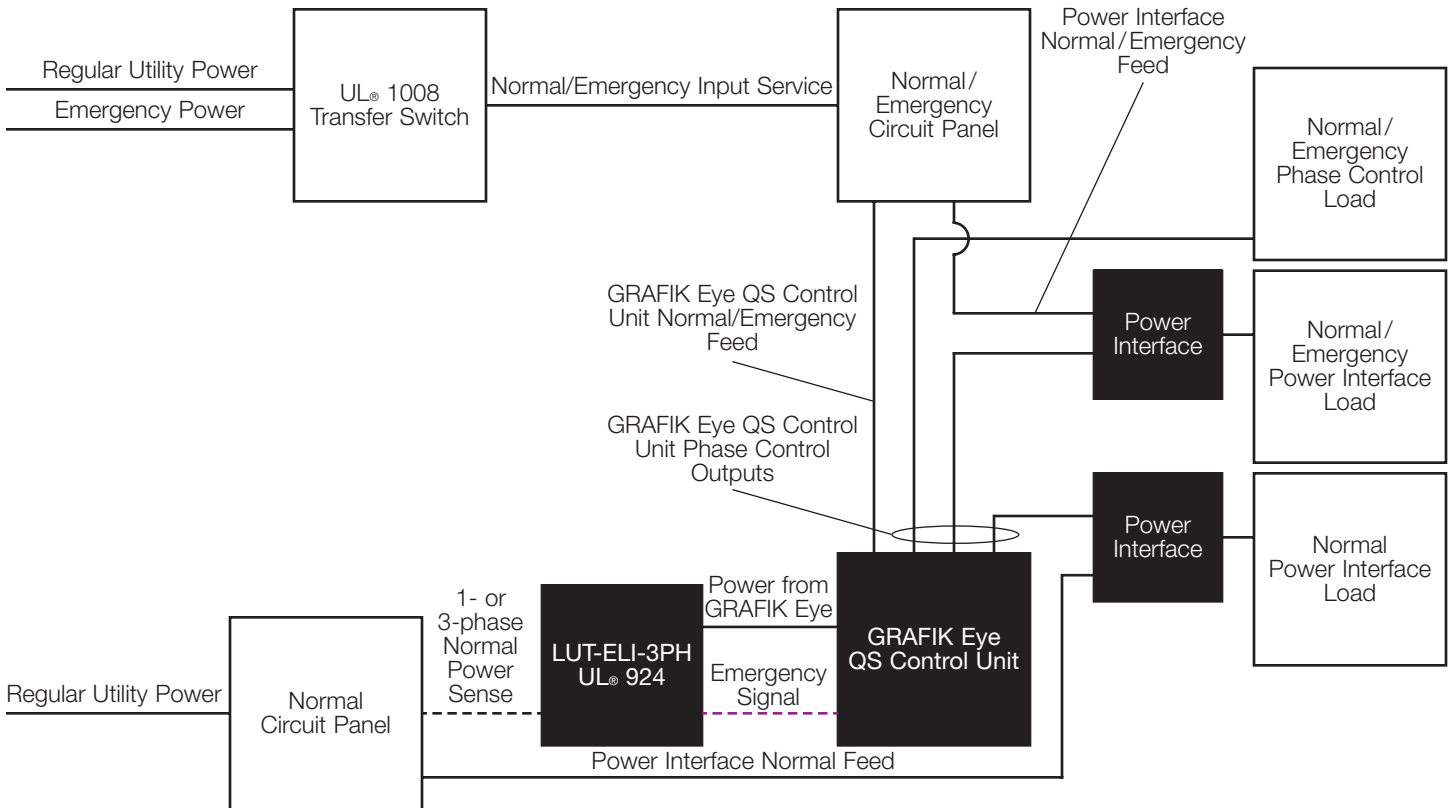 Regular Utility Power
Emergency Power
UL® 1008
Transfer Switch
Normal/Emergency Input Service
Normal/
Emergency
Circuit Panel
Power Interface
Normal/Emergency
Feed
Normal/
Emergency
Phase Control
Load
GRAFIK Eye QS Control
Unit Normal/Emergency
Feed
Power
Interface
Normal/
Emergency
Power Interface
Load
GRAFIK Eye QS Control
Unit Phase Control
Outputs
Power
Interface
Normal
Power Interface
Load
Regular Utility Power
Normal
Circuit Panel
1- or
3-phase
Normal
Power
Sense
LUT-ELI-3PH
UL® 924
Power from
GRAFIK Eye
Emergency
Signal
GRAFIK Eye
QS Control Unit
Power Interface Normal Feed